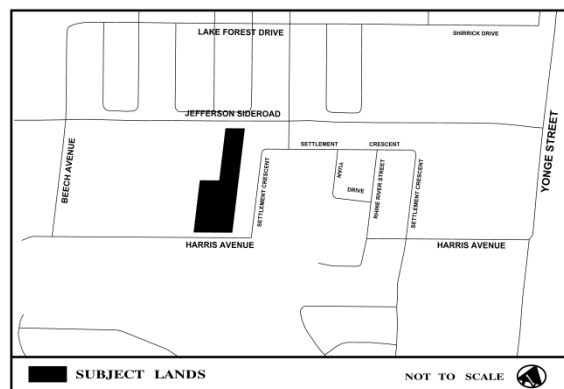 LAKE FOREST DRIVE
SHIRRICK DRIVE
JEFFERSON SIDEROAD
BEECH AVENUE
SETTLEMENT CRESCENT
SETTLEMENT CRESCENT
YUAN
DRIVE
RHINE RIVER STREET
SETTLEMENT CRESCENT
YONGE STREET
HARRIS AVENUE
HARRIS AVENUE
SUBJECT LANDS
NOT TO SCALE